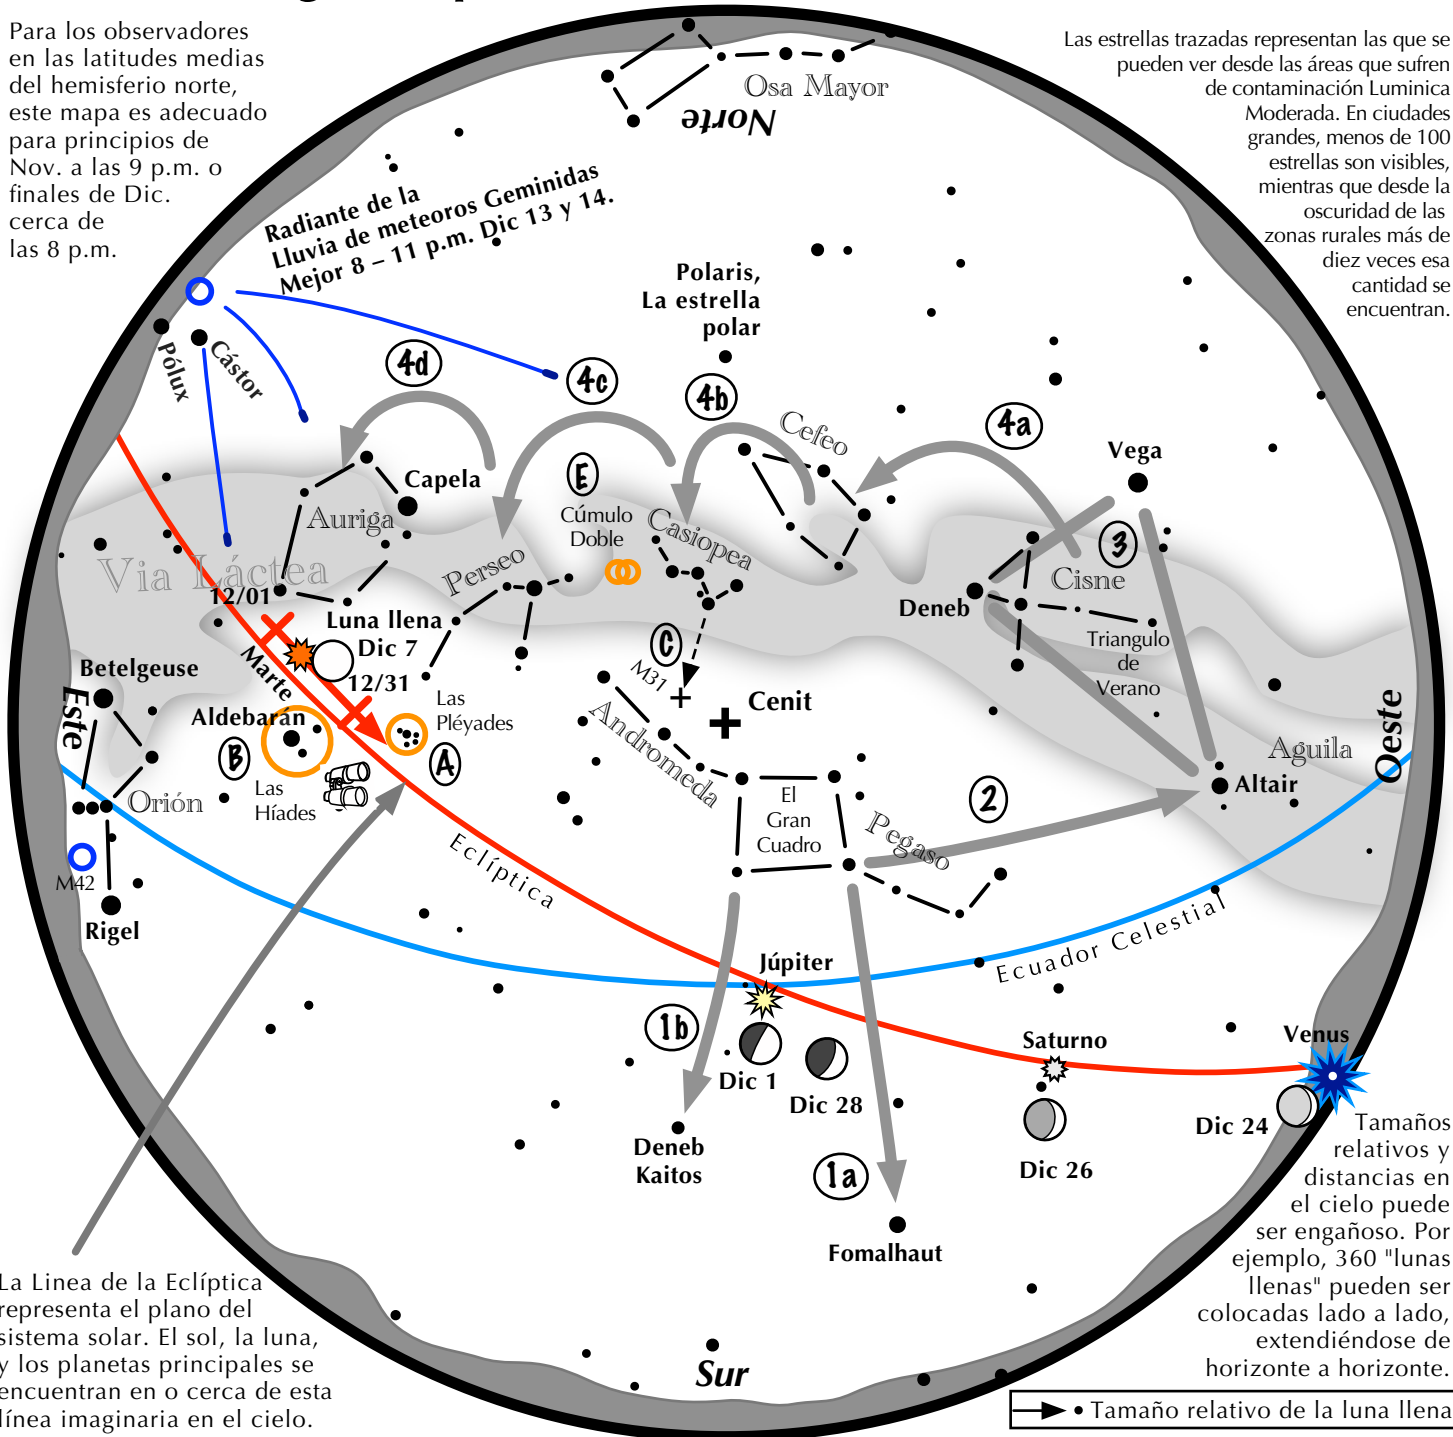 Para los observadores
en las latitudes medias
del hemisferio norte,
este mapa es adecuado
para principios de
Nov. a las 9 p.m. o
finales de Dic.
cerca de
las 8 p.m.
Las estrellas trazadas representan las que se
pueden ver desde las áreas que sufren
de contaminación Luminica
Moderada. En ciudades
grandes, menos de 100
estrellas son visibles,
mientras que desde la
oscuridad de las
zonas rurales más de
diez veces esa
cantidad se
encuentran.
Osa Mayor
Norte
Radiante de la
Lluvia de meteoros Geminidas
Mejor 8 – 11 p.m. Dic 13 y 14.
Polaris,
La estrella
polar
Pólux
Cástor
4d
4c
4b
4a
Cefeo
Vega
Capela
E
Cúmulo
Doble
Auriga
Casiopea
Perseo
3
Cisne
Via Láctea
Deneb
12/01
Luna llena
Dic 7
12/31
Marte
C
M31
Triangulo
de
Verano
Betelgeuse
Este
Aldebarán
B
Las
Híades
Las
Pléyades
A
Cenit
Andromeda
Oeste
Aguila
Altair
Orión
El
Gran
Cuadro
2
Pegaso
M42
Rigel
Eclíptica
Ecuador Celestial
Júpiter
1b
Dic 1
Dic 28
Saturno
Venus
Dic 24
Dic 26
Deneb
Kaitos
1a
Fomalhaut
Tamaños
relativos y
distancias en
el cielo puede
ser engañoso. Por
ejemplo, 360 "lunas
llenas" pueden ser
colocadas lado a lado,
extendiéndose de
horizonte a horizonte.
La Linea de la Eclíptica
representa el plano del
sistema solar. El sol, la luna,
y los planetas principales se
encuentran en o cerca de esta
línea imaginaria en el cielo.
Sur
Tamaño relativo de la luna llena